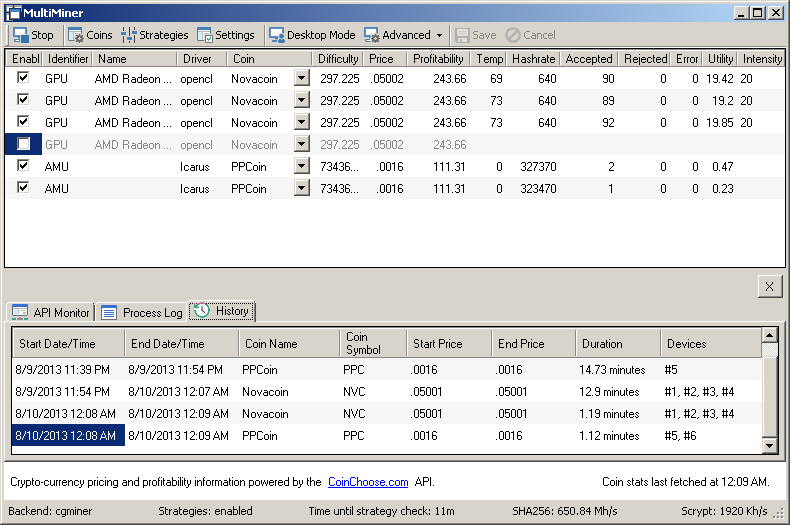 MultiMiner
Stop Coins Strategies Settings Desktop Mode Advanced Save Cancel
Enabl Identifier Name Driver Coin Difficulty Price Profitability Temp Hashrate Accepted Rejected Error Utility Intensity
GPU AMD Radeon ... opencl Novacoin 297.225 .05002 243.66 69 640 90 0 0 19.42 20
GPU AMD Radeon ... opencl Novacoin 297.225 .05002 243.66 73 640 89 0 0 19.2 20
GPU AMD Radeon ... opencl Novacoin 297.225 .05002 243.66 73 640 92 0 0 19.85 20
GPU AMD Radeon ... opencl Novacoin 297.225 .05002 243.66
AMU Icarus PPCoin 73436... .0016 111.31 0 327370 2 0 0 0.47
AMU Icarus PPCoin 73436... .0016 111.31 0 323470 1 0 0 0.23
X
API Monitor Process Log History
Start Date/Time End Date/Time Coin Name Coin Symbol Start Price End Price Duration Devices
8/9/2013 11:39 PM 8/9/2013 11:54 PM PPCoin PPC .0016 .0016 14.73 minutes #5
8/9/2013 11:54 PM 8/10/2013 12:07 AM Novacoin NVC .05001 .05001 12.9 minutes #1, #2, #3, #4
8/10/2013 12:08 AM 8/10/2013 12:09 AM Novacoin NVC .05001 .05001 1.19 minutes #1, #2, #3, #4
8/10/2013 12:08 AM 8/10/2013 12:09 AM PPCoin PPC .0016 .0016 1.12 minutes #5, #6
Crypto-currency pricing and profitability information powered by the CoinChoose.com API. Coin stats last fetched at 12:09 AM.
Backend: cgminer Strategies: enabled Time until strategy check: 11m SHA256: 650.84 Mh/s Scrypt: 1920 Kh/s